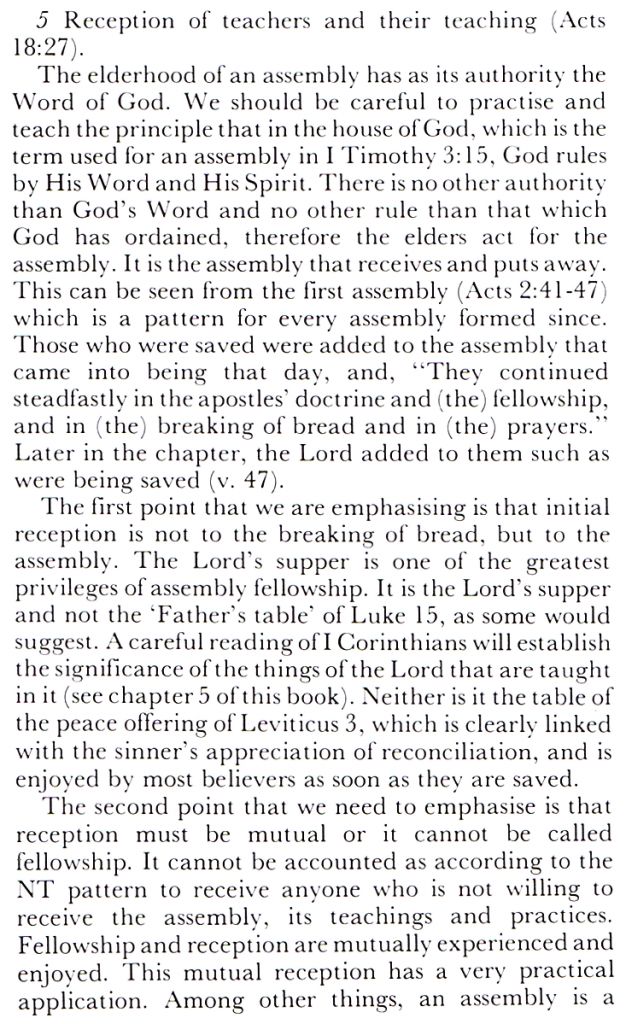 5 Reception of teachers and their teaching (Acts
18:27).
The elderhood of an assembly has as its authority the
Word of God. We should be careful to practise and
teach the principle that in the house of God, which is the
term used for an assembly in I Timothy 3:15, God rules
by His Word and His Spirit. There is no other authority
than God's Word and no other rule than that which
God has ordained, therefore the elders act for the
assembly. It is the assembly that receives and puts away.
This can be seen from the first assembly (Acts 2:41-47)
which is a pattern for every assembly formed since.
Those who were saved were added to the assembly that
came into being that day, and, "They continued
steadfastly in the apostles' doctrine and (the) fellowship,
and in (the) breaking of bread and in (the) prayers."
Later in the chapter, the Lord added to them such as
were being saved (v. 47).
The first point that we are emphasising is that initial
reception is not to the breaking of bread, but to the
assembly. The Lord's supper is one of the greatest
privileges of assembly fellowship. It is the Lord's supper
and not the 'Father's table' of Luke 15, as some would
suggest. A careful reading of I Corinthians will establish
the significance of the things of the Lord that are taught
in it (see chapter 5 of this book). Neither is it the table of
the peace offering of Leviticus 3, which is clearly linked
with the sinner's appreciation of reconciliation, and is
enjoyed by most believers as soon as they are saved.
The second point that we need to emphasise is that
reception must be mutual or it cannot be called
fellowship. It cannot be accounted as according to the
NT pattern to receive anyone who is not willing to
receive the assembly, its teachings and practices.
Fellowship and reception are mutually experienced and
enjoyed. This mutual reception has a very practical
application. Among other things, an assembly is a